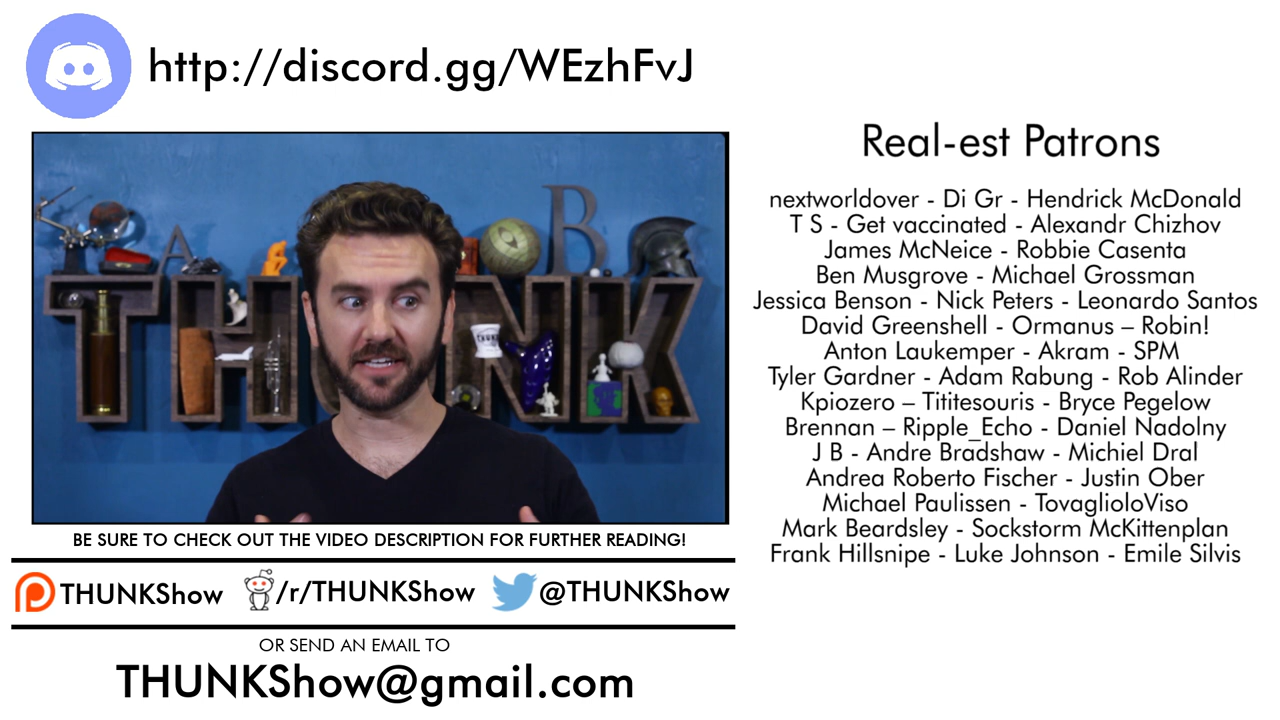 http://discord.gg/WEzhFvJ
A B
THUNK
BE SURE TO CHECK OUT THE VIDEO DESCRIPTION FOR FURTHER READING!
THUNKShow /r/THUNKShow @THUNKShow
OR SEND AN EMAIL TO
THUNKShow@gmail.com
Real-est Patrons
nextworldover - Di Gr - Hendrick McDonald
T S - Get vaccinated - Alexandr Chizhov
James McNeice - Robbie Casenta
Ben Musgrove - Michael Grossman
Jessica Benson - Nick Peters - Leonardo Santos
David Greenshell - Ormanus – Robin!
Anton Laukemper - Akram - SPM
Tyler Gardner - Adam Rabung - Rob Alinder
Kpiozero – Tititesouris - Bryce Pegelow
Brennan – Ripple_Echo - Daniel Nadolny
J B - Andre Bradshaw - Michiel Dral
Andrea Roberto Fischer - Justin Ober
Michael Paulissen - TovaglioloViso
Mark Beardsley - Sockstorm McKittenplan
Frank Hillsnipe - Luke Johnson - Emile Silvis